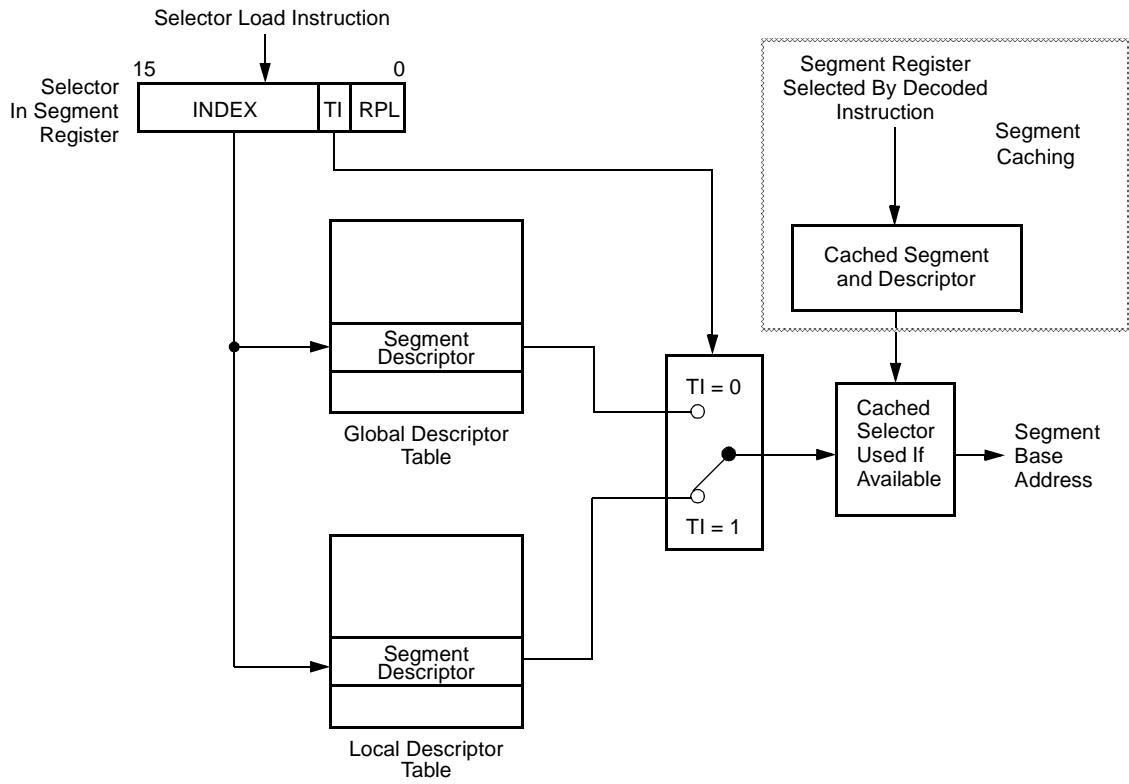 Selector Load Instruction
15
0
Selector
In Segment
Register
INDEX
TI
RPL
Segment Register
Selected By Decoded
Instruction
Segment
Caching
Cached Segment
and Descriptor
Segment
Descriptor
Global Descriptor
Table
TI = 0
TI = 1
Cached
Selector
Used If
Available
Segment
Base
Address
Segment
Descriptor
Local Descriptor
Table